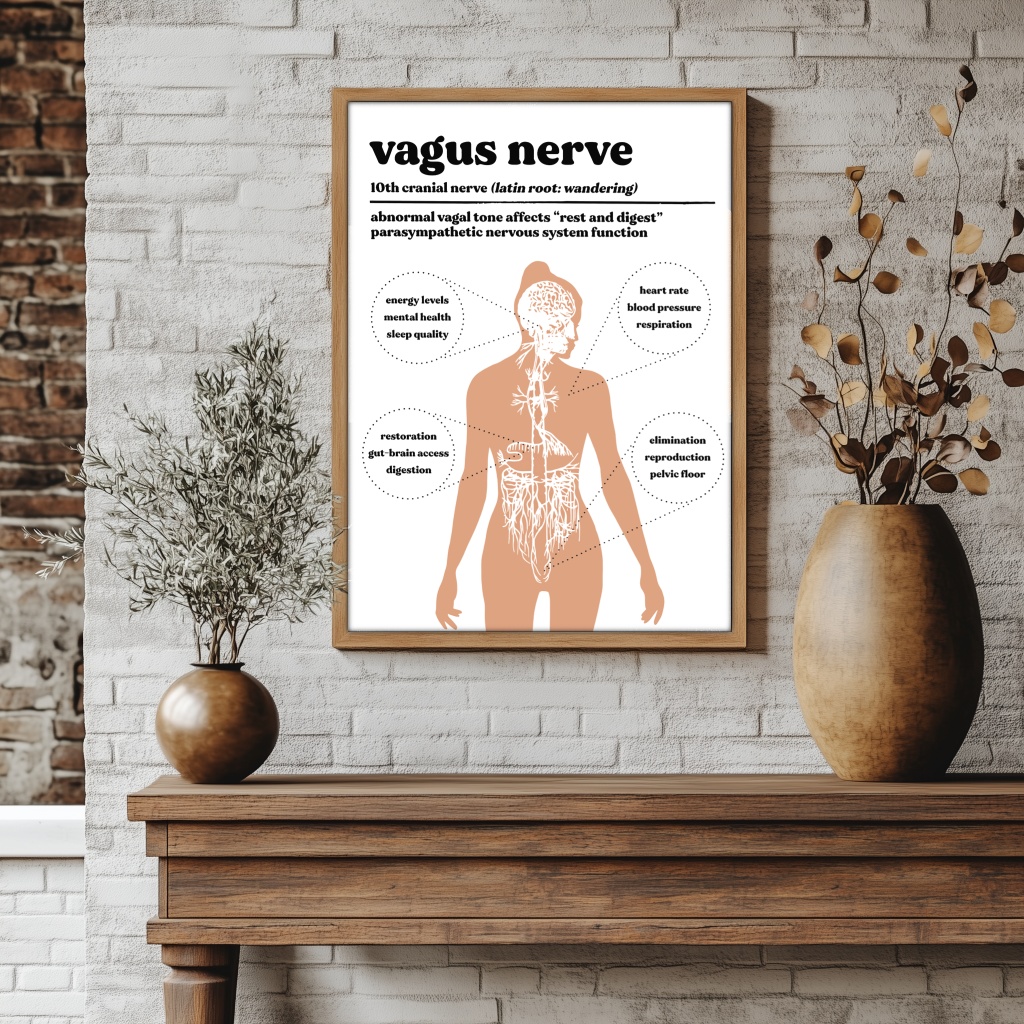 vagus nerve
10th cranial nerve (latin root: wandering)
abnormal vagal tone affects “rest and digest”
parasympathetic nervous system function
energy levels
mental health
sleep quality
heart rate
blood pressure
respiration
restoration
gut-brain access
digestion
elimination
reproduction
pelvic floor